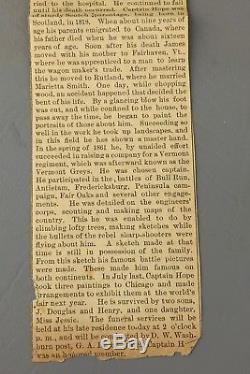 ried to the hospital. He continued to fail
until his death occurred. Captain Hope was
of sturdy Scotch parentage, being born in
Scotland, in 1819. When about nine years of
age his parents emigrated to Canada, where
his father died when he was about sixteen
years of age. Soon after his death James
moved with his mother to Fairhaven, Vt.,
where he was apprenticed to a man to learn
the wagon maker's trade. After mastering
this he moved to Rutland, where he married
Marietta Smith. One day, while chopping
wood, an accident happened that decided the
bent of his life. By a glancing blow his foot
was cut, and while confined to the house, to
pass away the time, he began to paint the
portraits of those about him. Succeeding so
well in the work he took up landscapes, and
in this field he has shown a master hand.
In the spring of 1861 he, by unaided effort
succeeded in raising a company for a Vermont
regiment, which was afterward known as the
Vermont Greys. He was chosen captain.
He participated in the battles of Bull Run,
Antietam, Fredericksburg, Peninsula cam-
paign, Fair Oaks and several other engage-
ments. He was detailed on the engineers'
corps, scouting and making maps of the
country. This he was enabled to do by
climbing lofty trees, making sketches while
the bullets of the rebel sharpshooters were
flying about him. A sketch made at that
time is still in possession of the family.
From this sketch his famous battle pictures
were made. These made him famous on
both continents. In July last, Captain Hope
took three paintings to Chicago and made
arrangements to exhibit them at the world's
fair next year. He is survived by two sons,
J. Douglas and Henry, and one daughter,
Miss Jessie. The funeral services will be
held at his late residence to-day at 2 o'clock
p. m., and will be conducted by D. W. Wash-
burn post, G. A. R., of which Captain H
was an honored member.